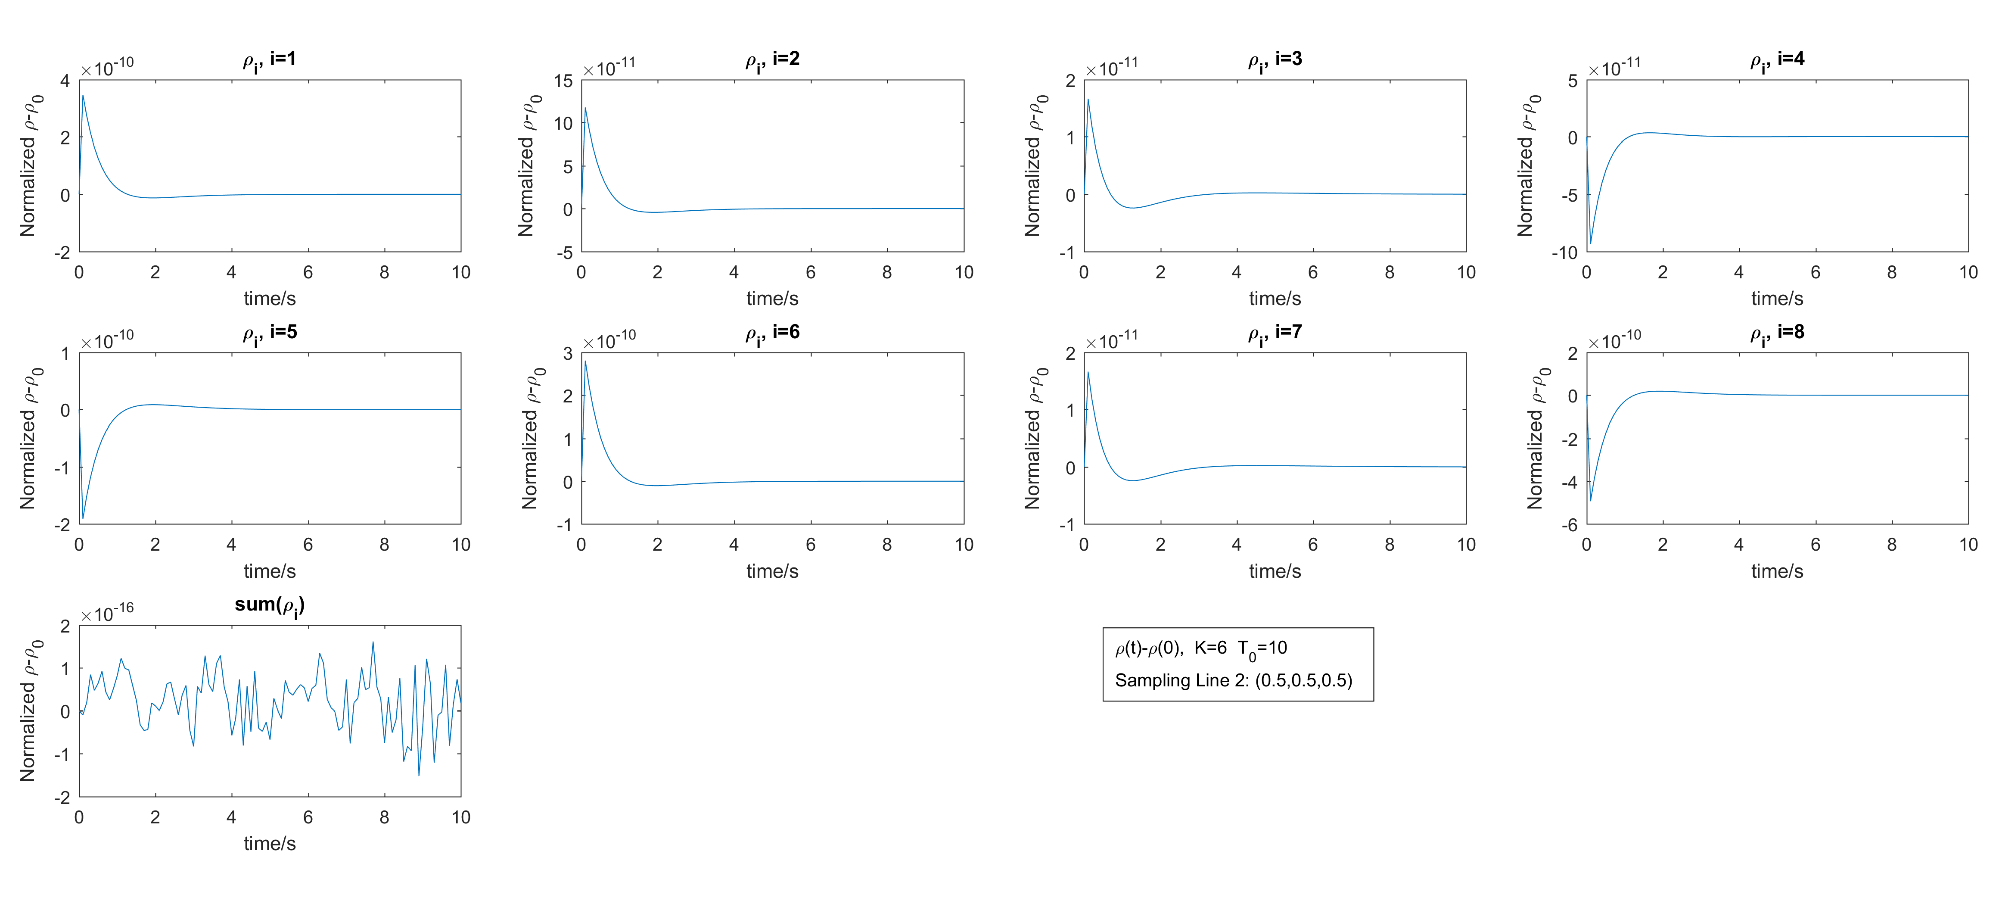 ρi, i=1
×10-10
Normalized ρ-ρ0
4
2
0
-2
0 2 4 6 8 10
time/s
ρi, i=2
×10-11
Normalized ρ-ρ0
15
10
5
0
-5
0 2 4 6 8 10
time/s
ρi, i=3
×10-11
Normalized ρ-ρ0
2
1
0
-1
0 2 4 6 8 10
time/s
ρi, i=4
×10-11
Normalized ρ-ρ0
5
0
-5
-10
0 2 4 6 8 10
time/s
ρi, i=5
×10-10
Normalized ρ-ρ0
1
0
-1
-2
0 2 4 6 8 10
time/s
ρi, i=6
×10-10
Normalized ρ-ρ0
3
2
1
0
-1
0 2 4 6 8 10
time/s
ρi, i=7
×10-11
Normalized ρ-ρ0
2
1
0
-1
0 2 4 6 8 10
time/s
ρi, i=8
×10-10
Normalized ρ-ρ0
2
0
-2
-4
-6
0 2 4 6 8 10
time/s
sum(ρi)
×10-16
Normalized ρ-ρ0
2
1
0
-1
-2
0 2 4 6 8 10
time/s
ρ(t)-ρ(0), K=6 T0=10
Sampling Line 2: (0.5,0.5,0.5)